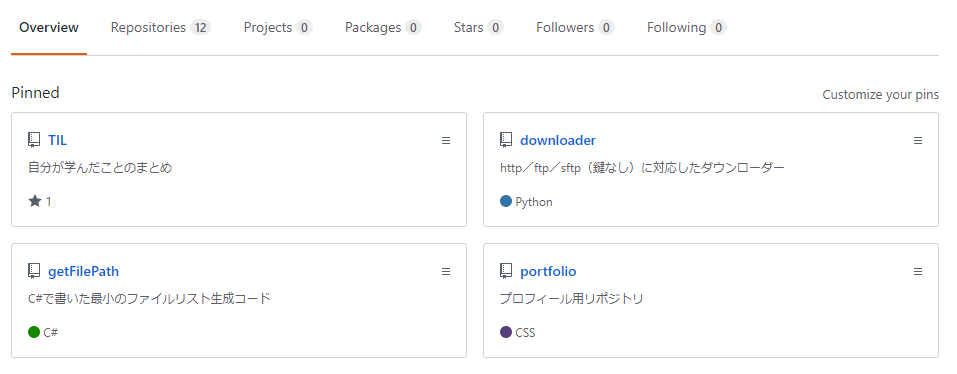 Overview Repositories 12 Projects 0 Packages 0 Stars 0 Followers 0 Following 0
Pinned Customize your pins
TIL
自分が学んだことのまとめ
1
downloader
http／ftp／sftp（鍵なし）に対応したダウンローダー
Python
getFilePath
C#で書いた最小のファイルリスト生成コード
C#
portfolio
プロフィール用リポジトリ
CSS